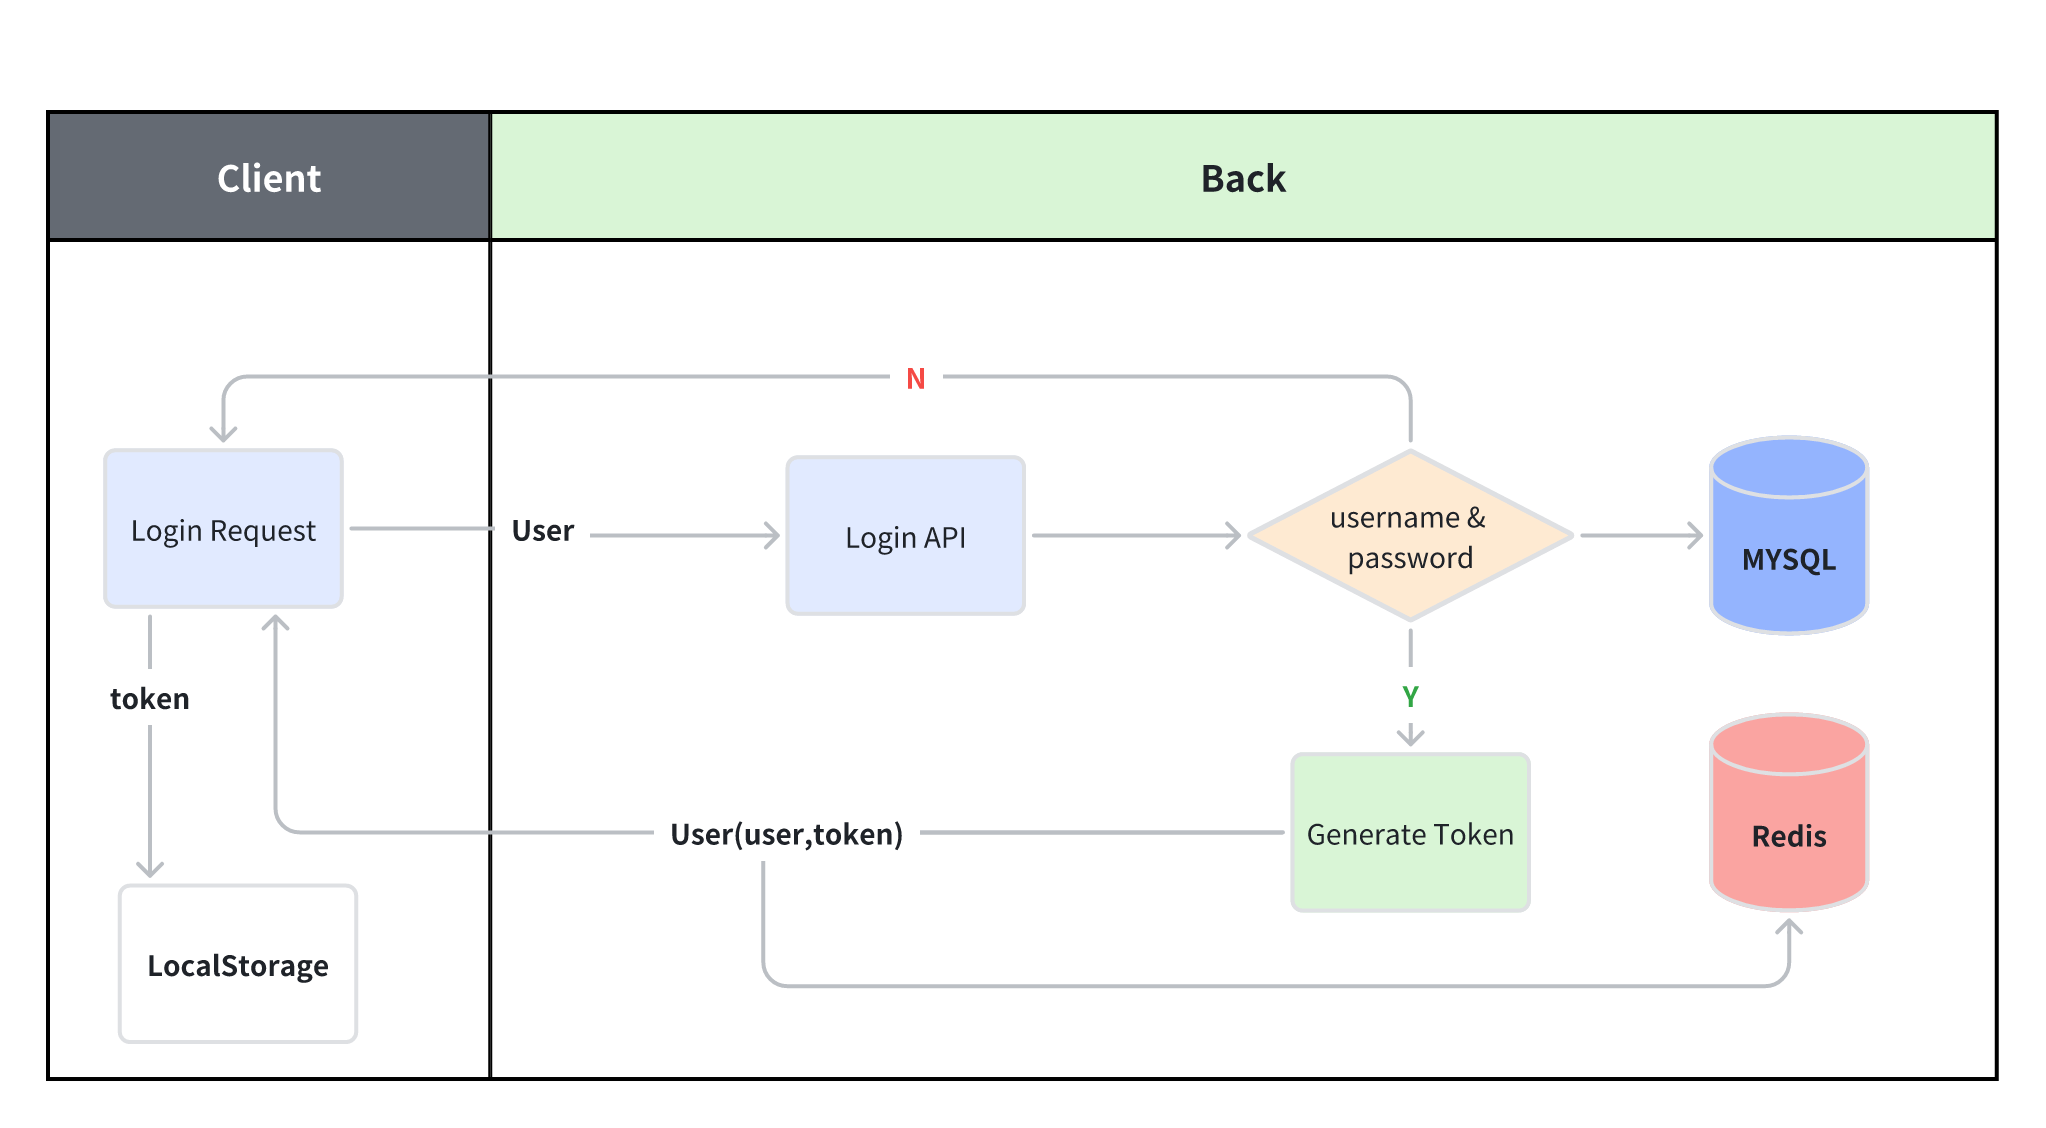 Client
Back
N
Login Request
User
Login API
username &
password
MYSQL
token
Y
User(user,token)
Generate Token
Redis
LocalStorage